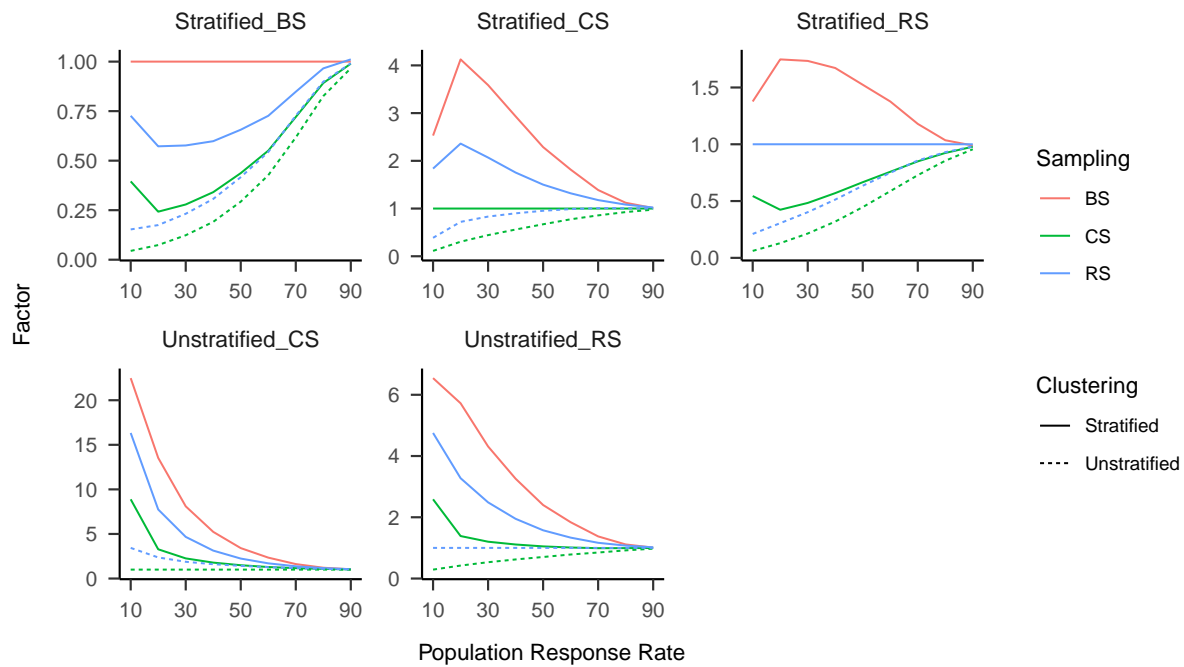 Stratified_BS
Stratified_CS
Stratified_RS
1.00
0.75
0.50
0.25
0.00
10 30 50 70 90
4
3
2
1
0
10 30 50 70 90
1.5
1.0
0.5
0.0
10 30 50 70 90
Unstratified_CS
Unstratified_RS
20
15
10
5
0
10 30 50 70 90
6
4
2
0
10 30 50 70 90
Factor
Population Response Rate
Sampling
BS
CS
RS
Clustering
Stratified
Unstratified